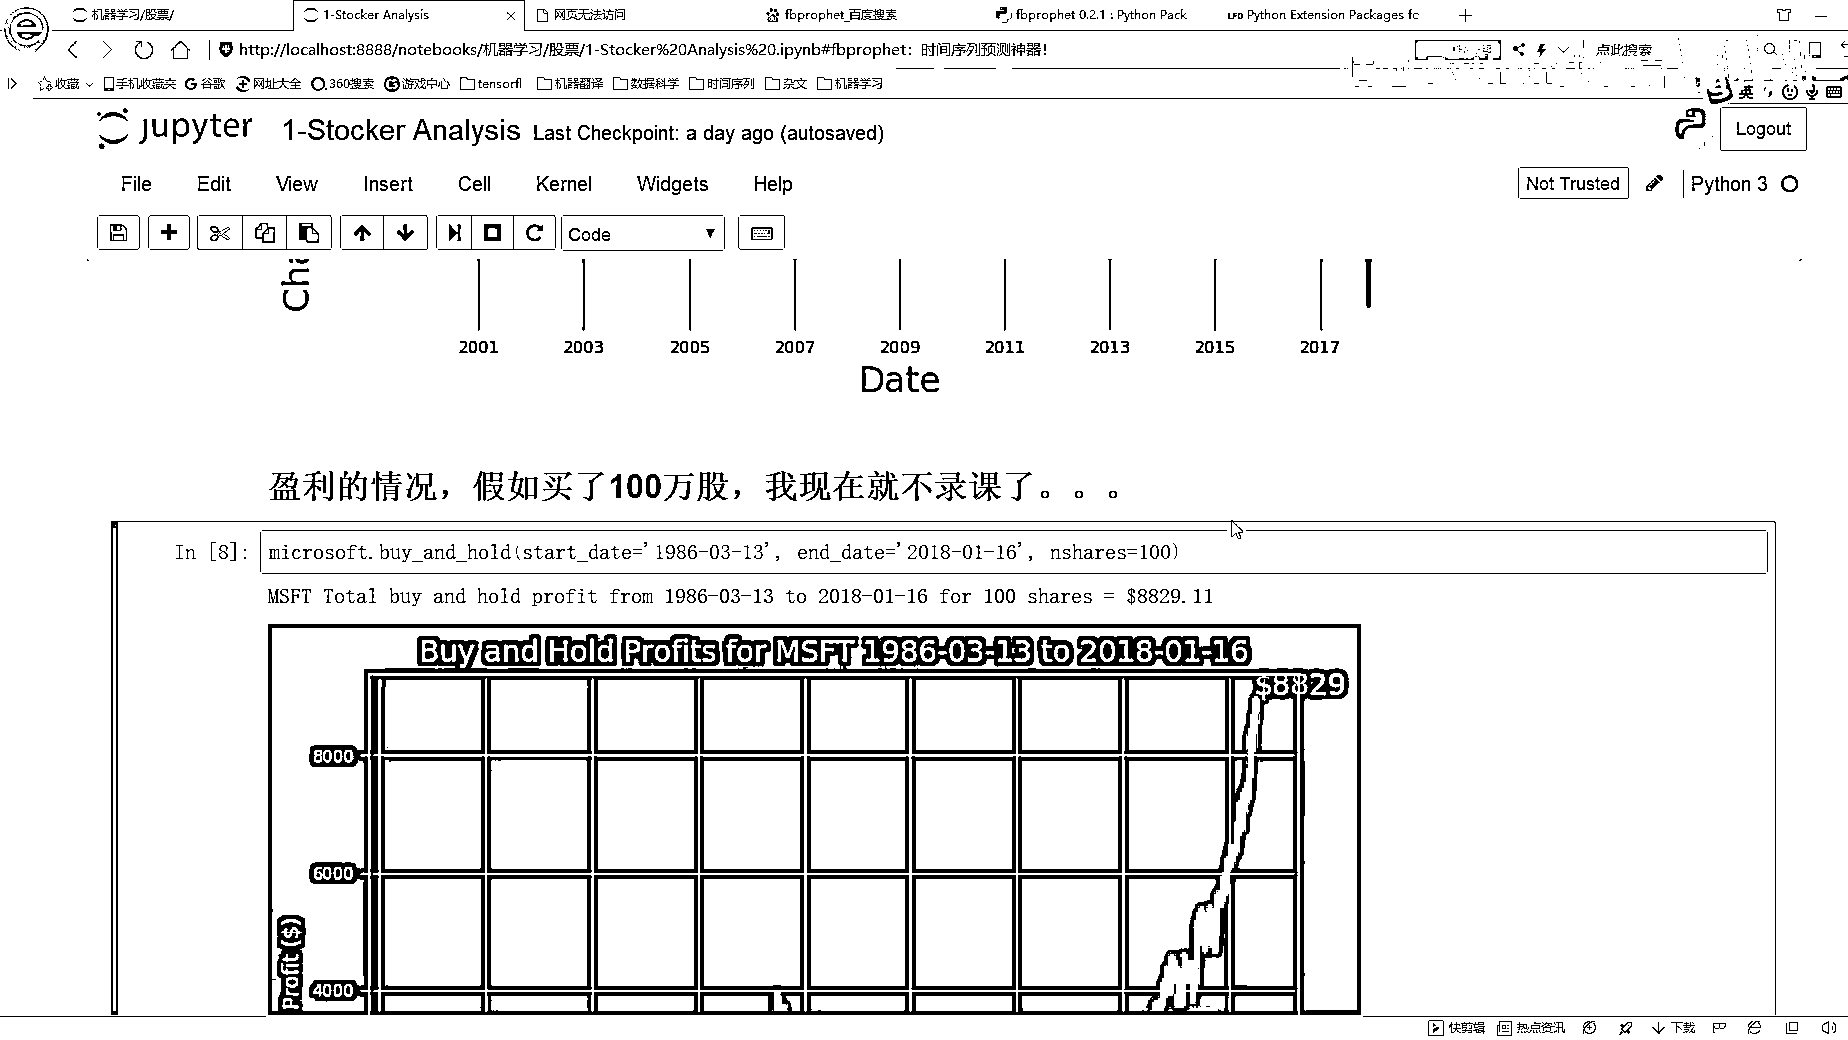 机器学习/股票/
1-Stocker Analysis
网页无法访问
fbprophet_百度搜索
fbprophet 0.2.1 : Python Pack
LFD Python Extension Packages fc
http://localhost:8888/notebooks/机器学习/股票/1-Stocker%20Analysis%20.ipynb#fbprophet：时间序列预测神器！
点此搜索
收藏
手机收藏夹
谷歌
网址大全
360搜索
游戏中心
tensorfl
机器翻译
数据科学
时间序列
杂文
机器学习
英
jupyter
1-Stocker Analysis
Last Checkpoint: a day ago (autosaved)
Logout
File Edit View Insert Cell Kernel Widgets Help
Not Trusted
Python 3
Code
Cha
2001 2003 2005 2007 2009 2011 2013 2015 2017
Date
盈利的情况，假如买了100万股，我现在就不录课了。。。
In [8]: microsoft.buy_and_hold(start_date='1986-03-13', end_date='2018-01-16', nshares=100)
MSFT Total buy and hold profit from 1986-03-13 to 2018-01-16 for 100 shares = $8829.11
Buy and Hold Profits for MSFT 1986-03-13 to 2018-01-16
$8829
8000
6000
4000
Profit ($)
快剪辑
热点资讯
下载